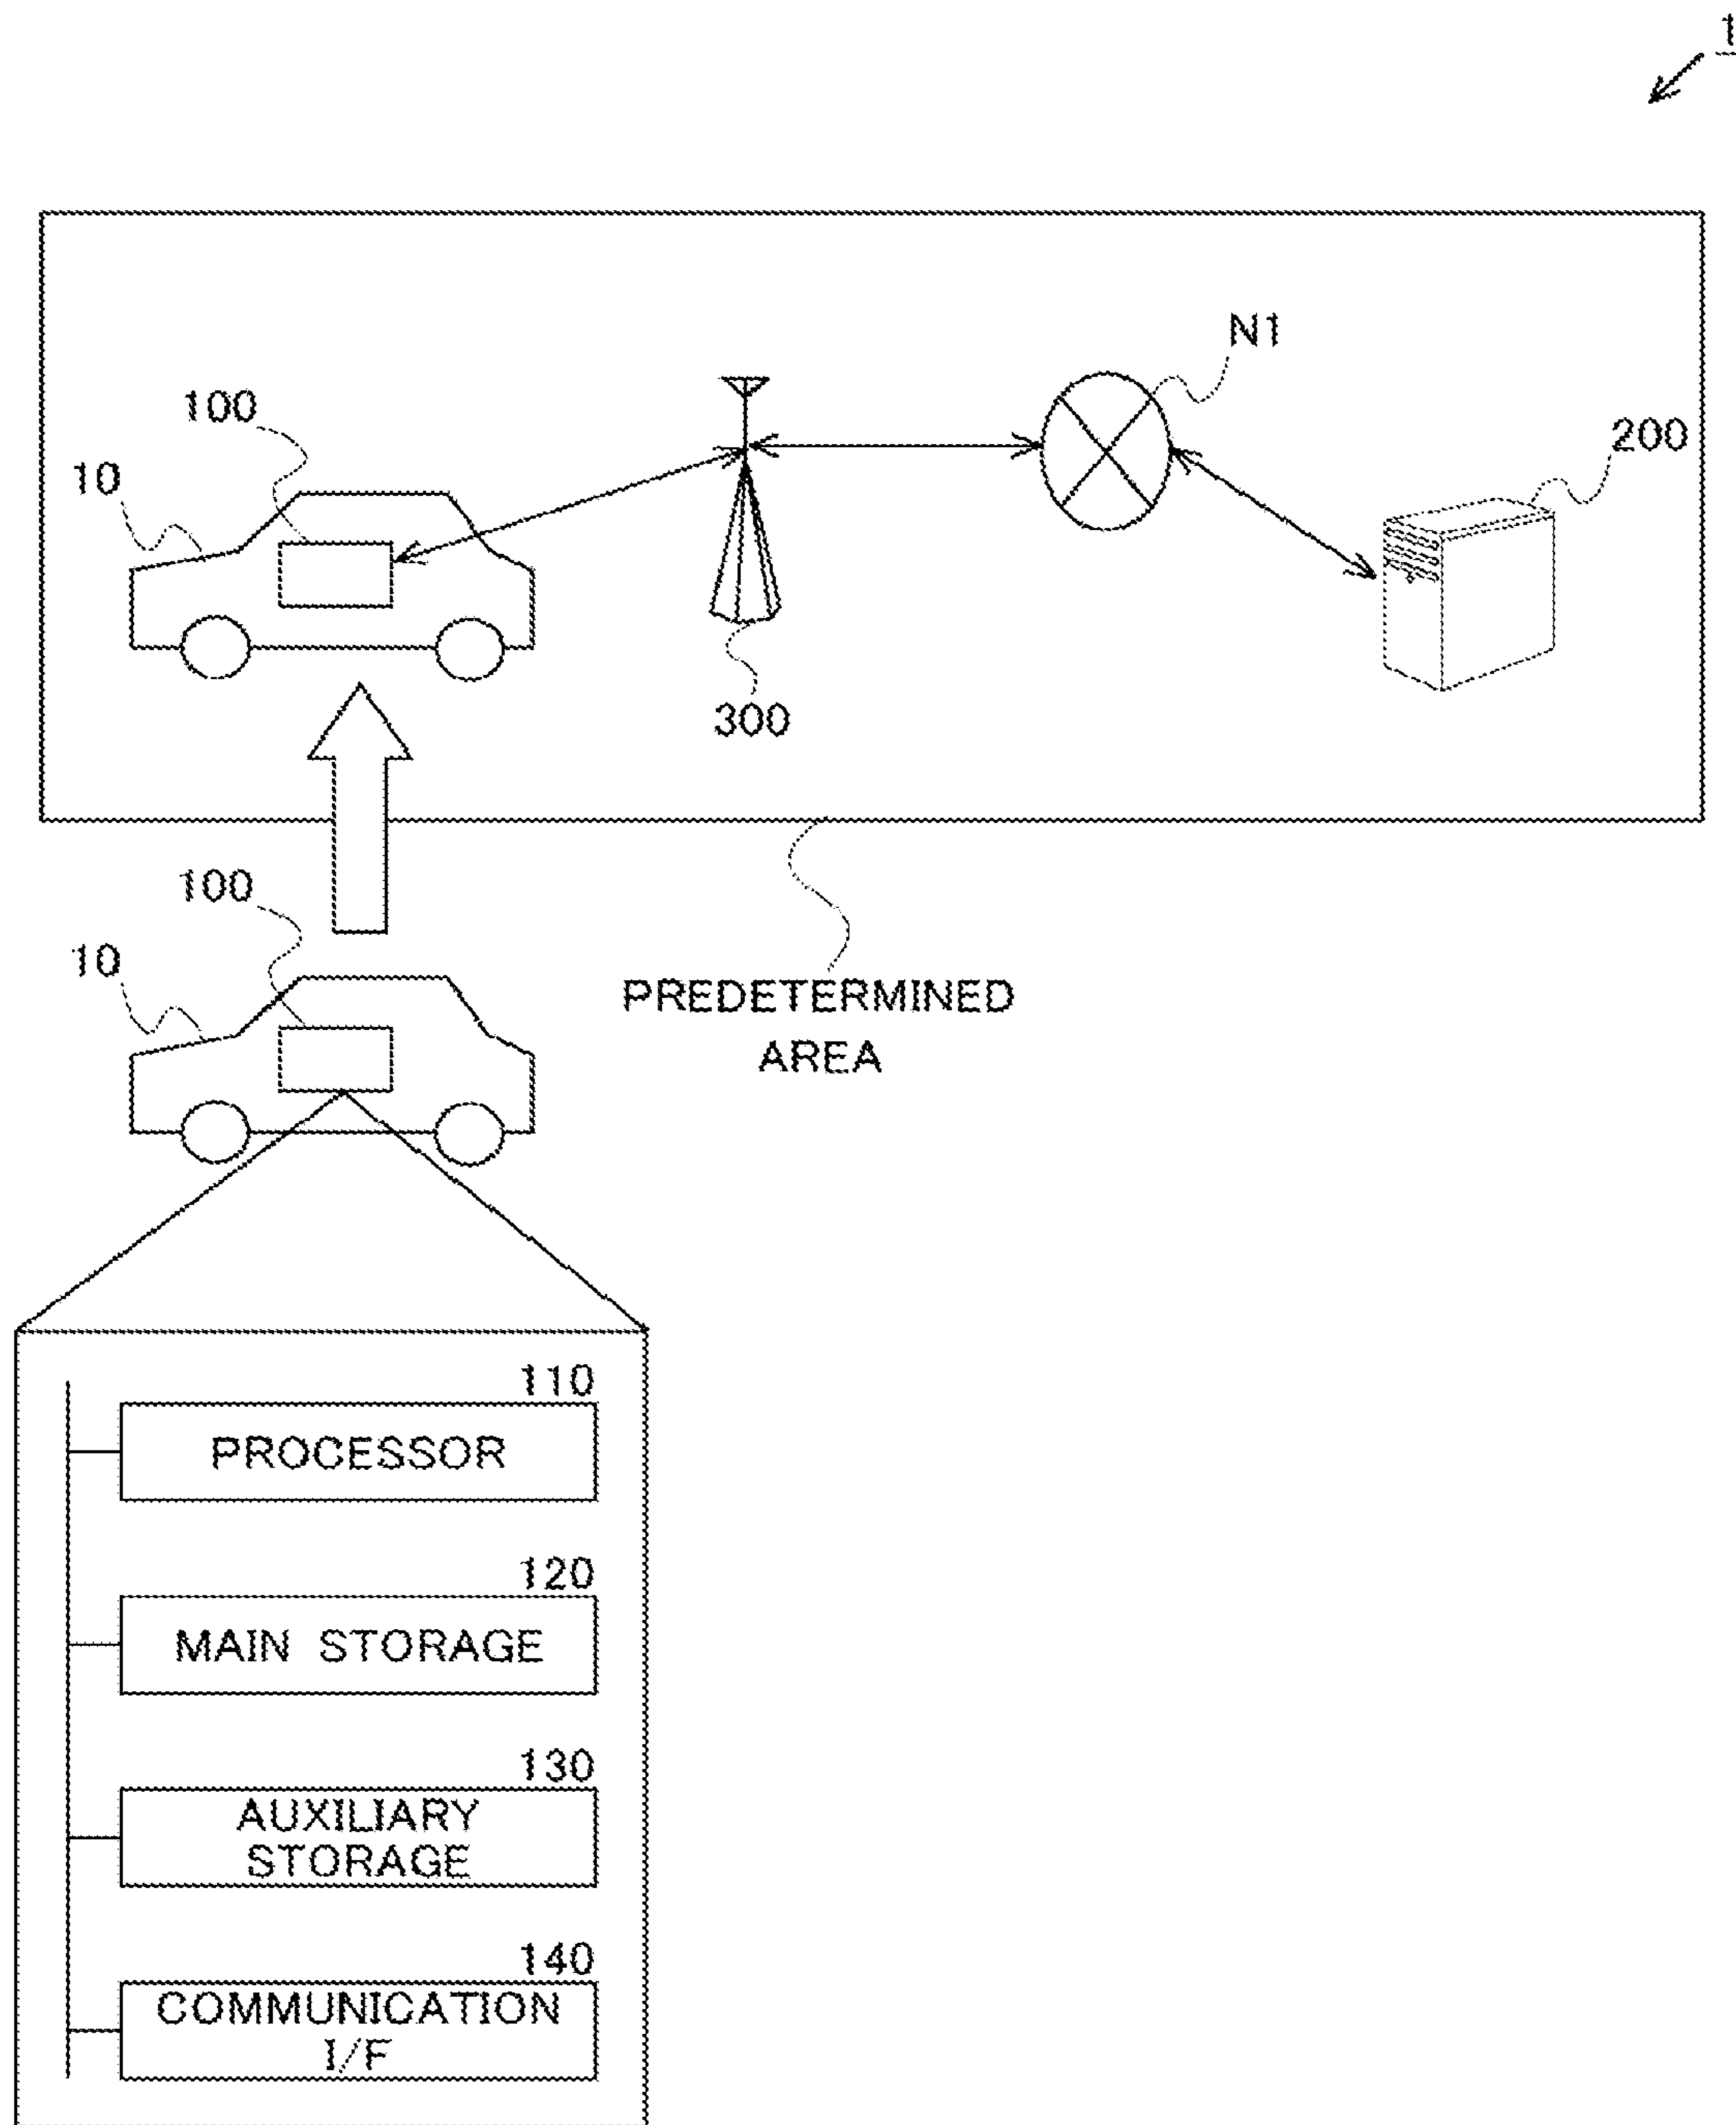 1
N1
100
200
10
300
100
10
PREDETERMINED
AREA
110
PROCESSOR
120
MAIN STORAGE
130
AUXILIARY
STORAGE
140
COMMUNICATION
I/F